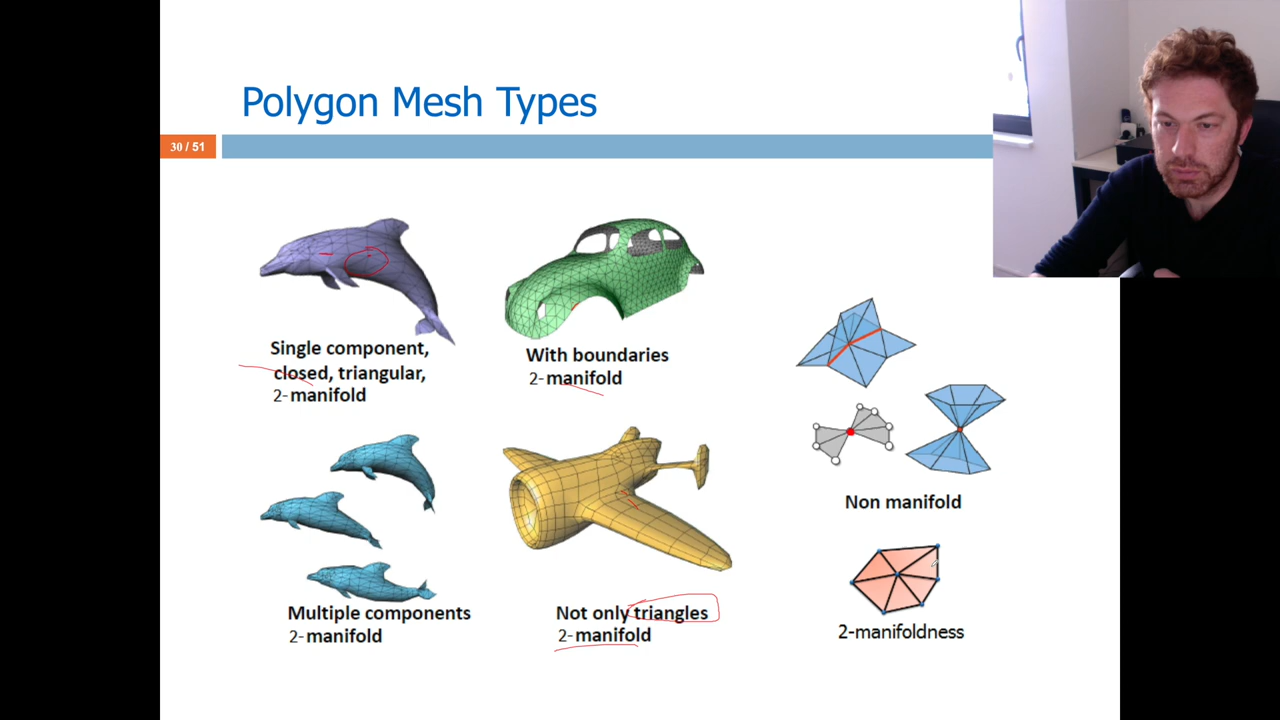 Polygon Mesh Types
30 / 51
Single component,
closed, triangular,
2-manifold
With boundaries
2-manifold
Multiple components
2-manifold
Not only triangles
2-manifold
Non manifold
2-manifoldness